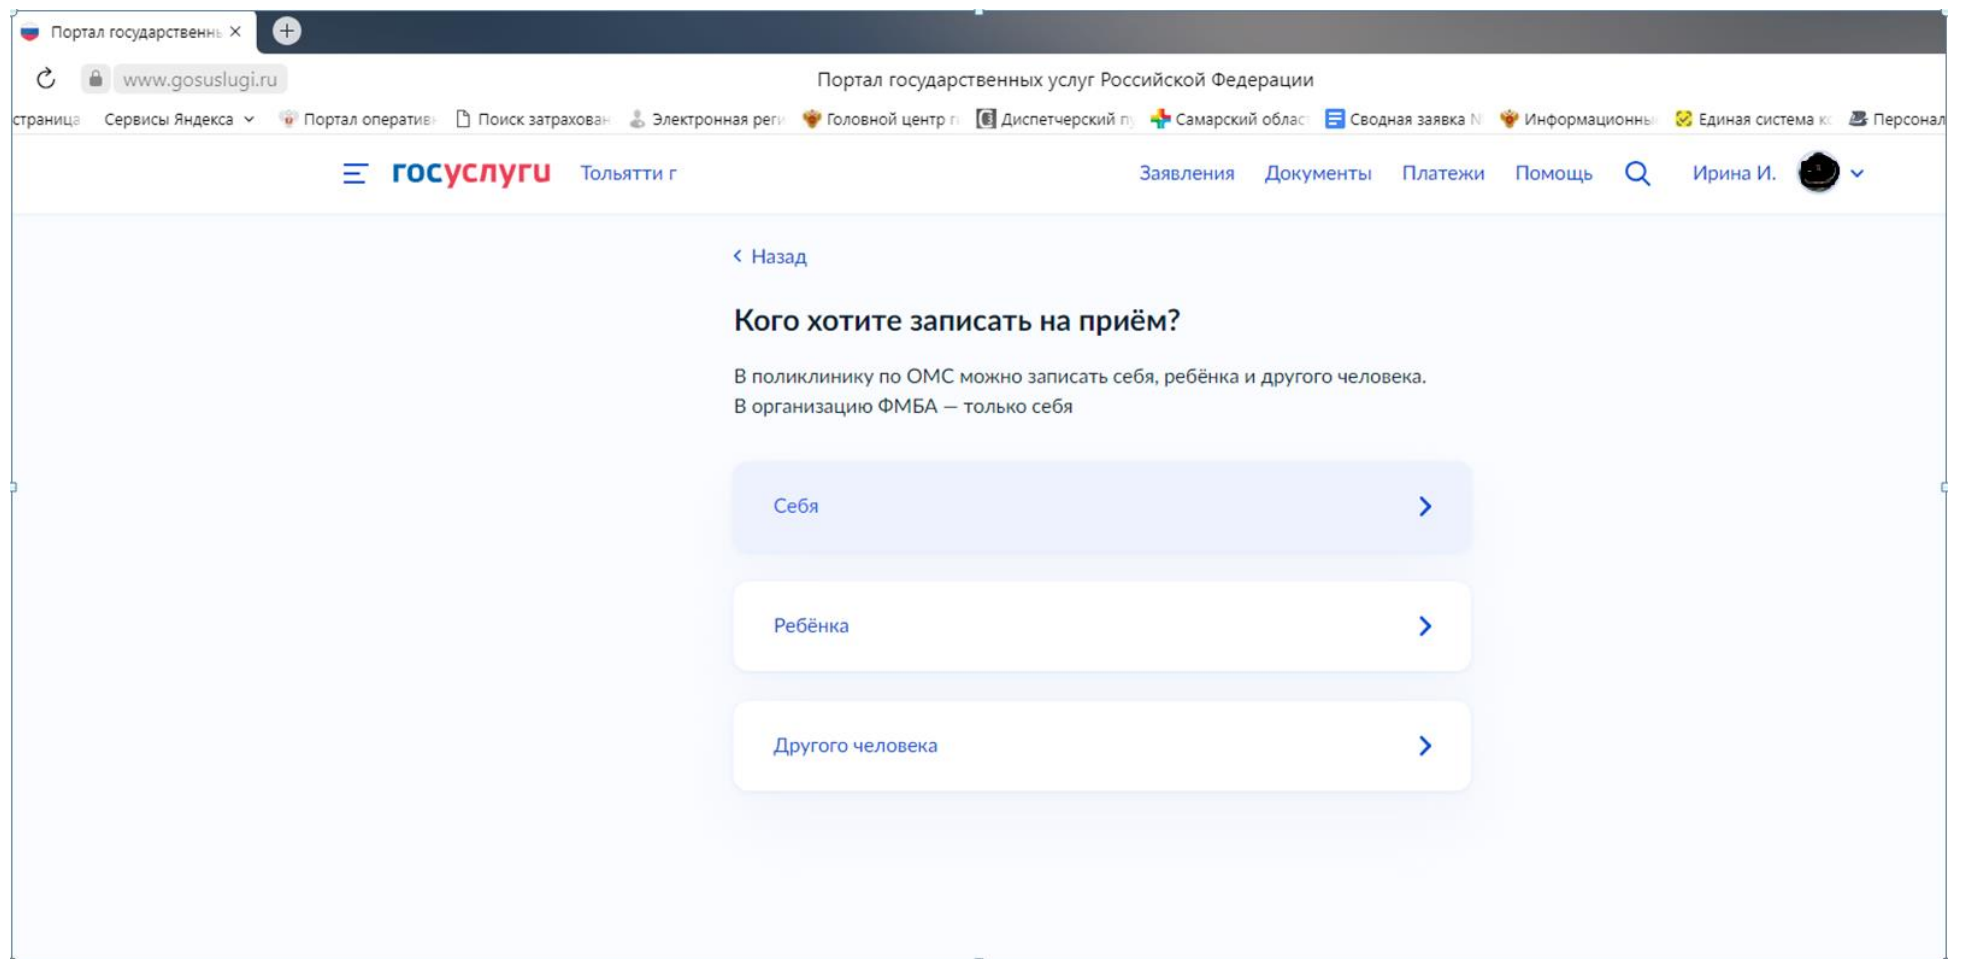 Портал государственнь
www.gosuslugi.ru
Портал государственных услуг Российской Федерации
страница Сервисы Яндекса Портал оператив Поиск затрахован Электронная реги Головной центр г Диспетчерский п Самарский облас Сводная заявка N Информационны Единая система к Персонал
госуслуги Тольятти г Заявления Документы Платежи Помощь Ирина И.
Назад
Кого хотите записать на приём?
В поликлинику по ОМС можно записать себя, ребёнка и другого человека.
В организацию ФМБА — только себя
Себя
Ребёнка
Другого человека